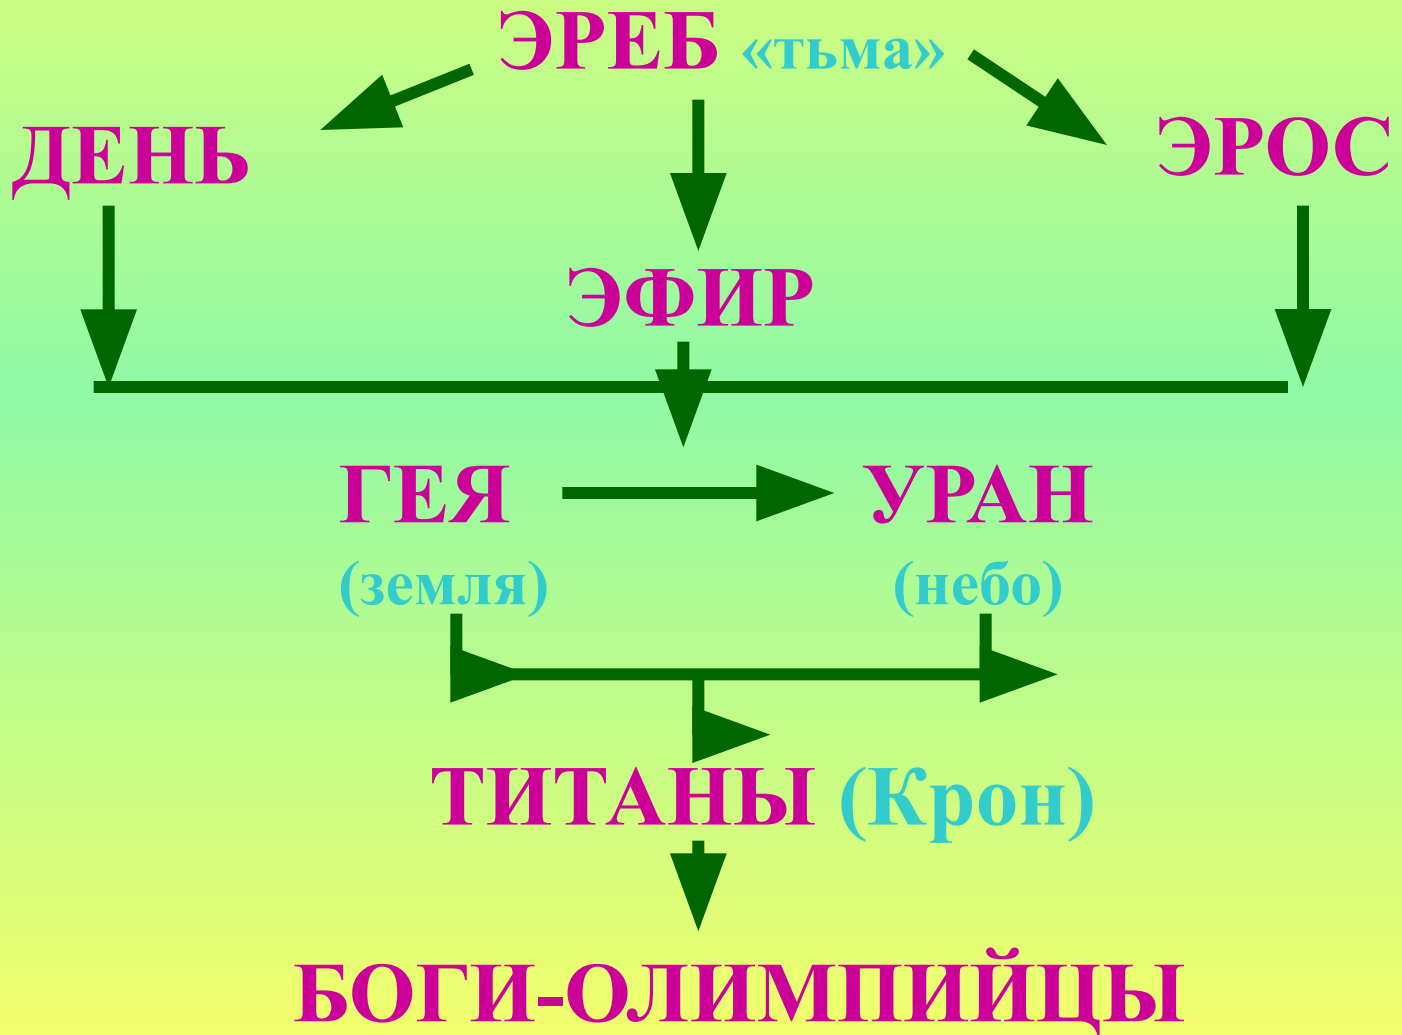 ЭРЕБ «тьма»
ДЕНЬ
ЭРОС
ЭФИР
ГЕЯ
УРАН
(земля)
(небо)
ТИТАНЫ (Крон)
БОГИ-ОЛИМПИЙЦЫ